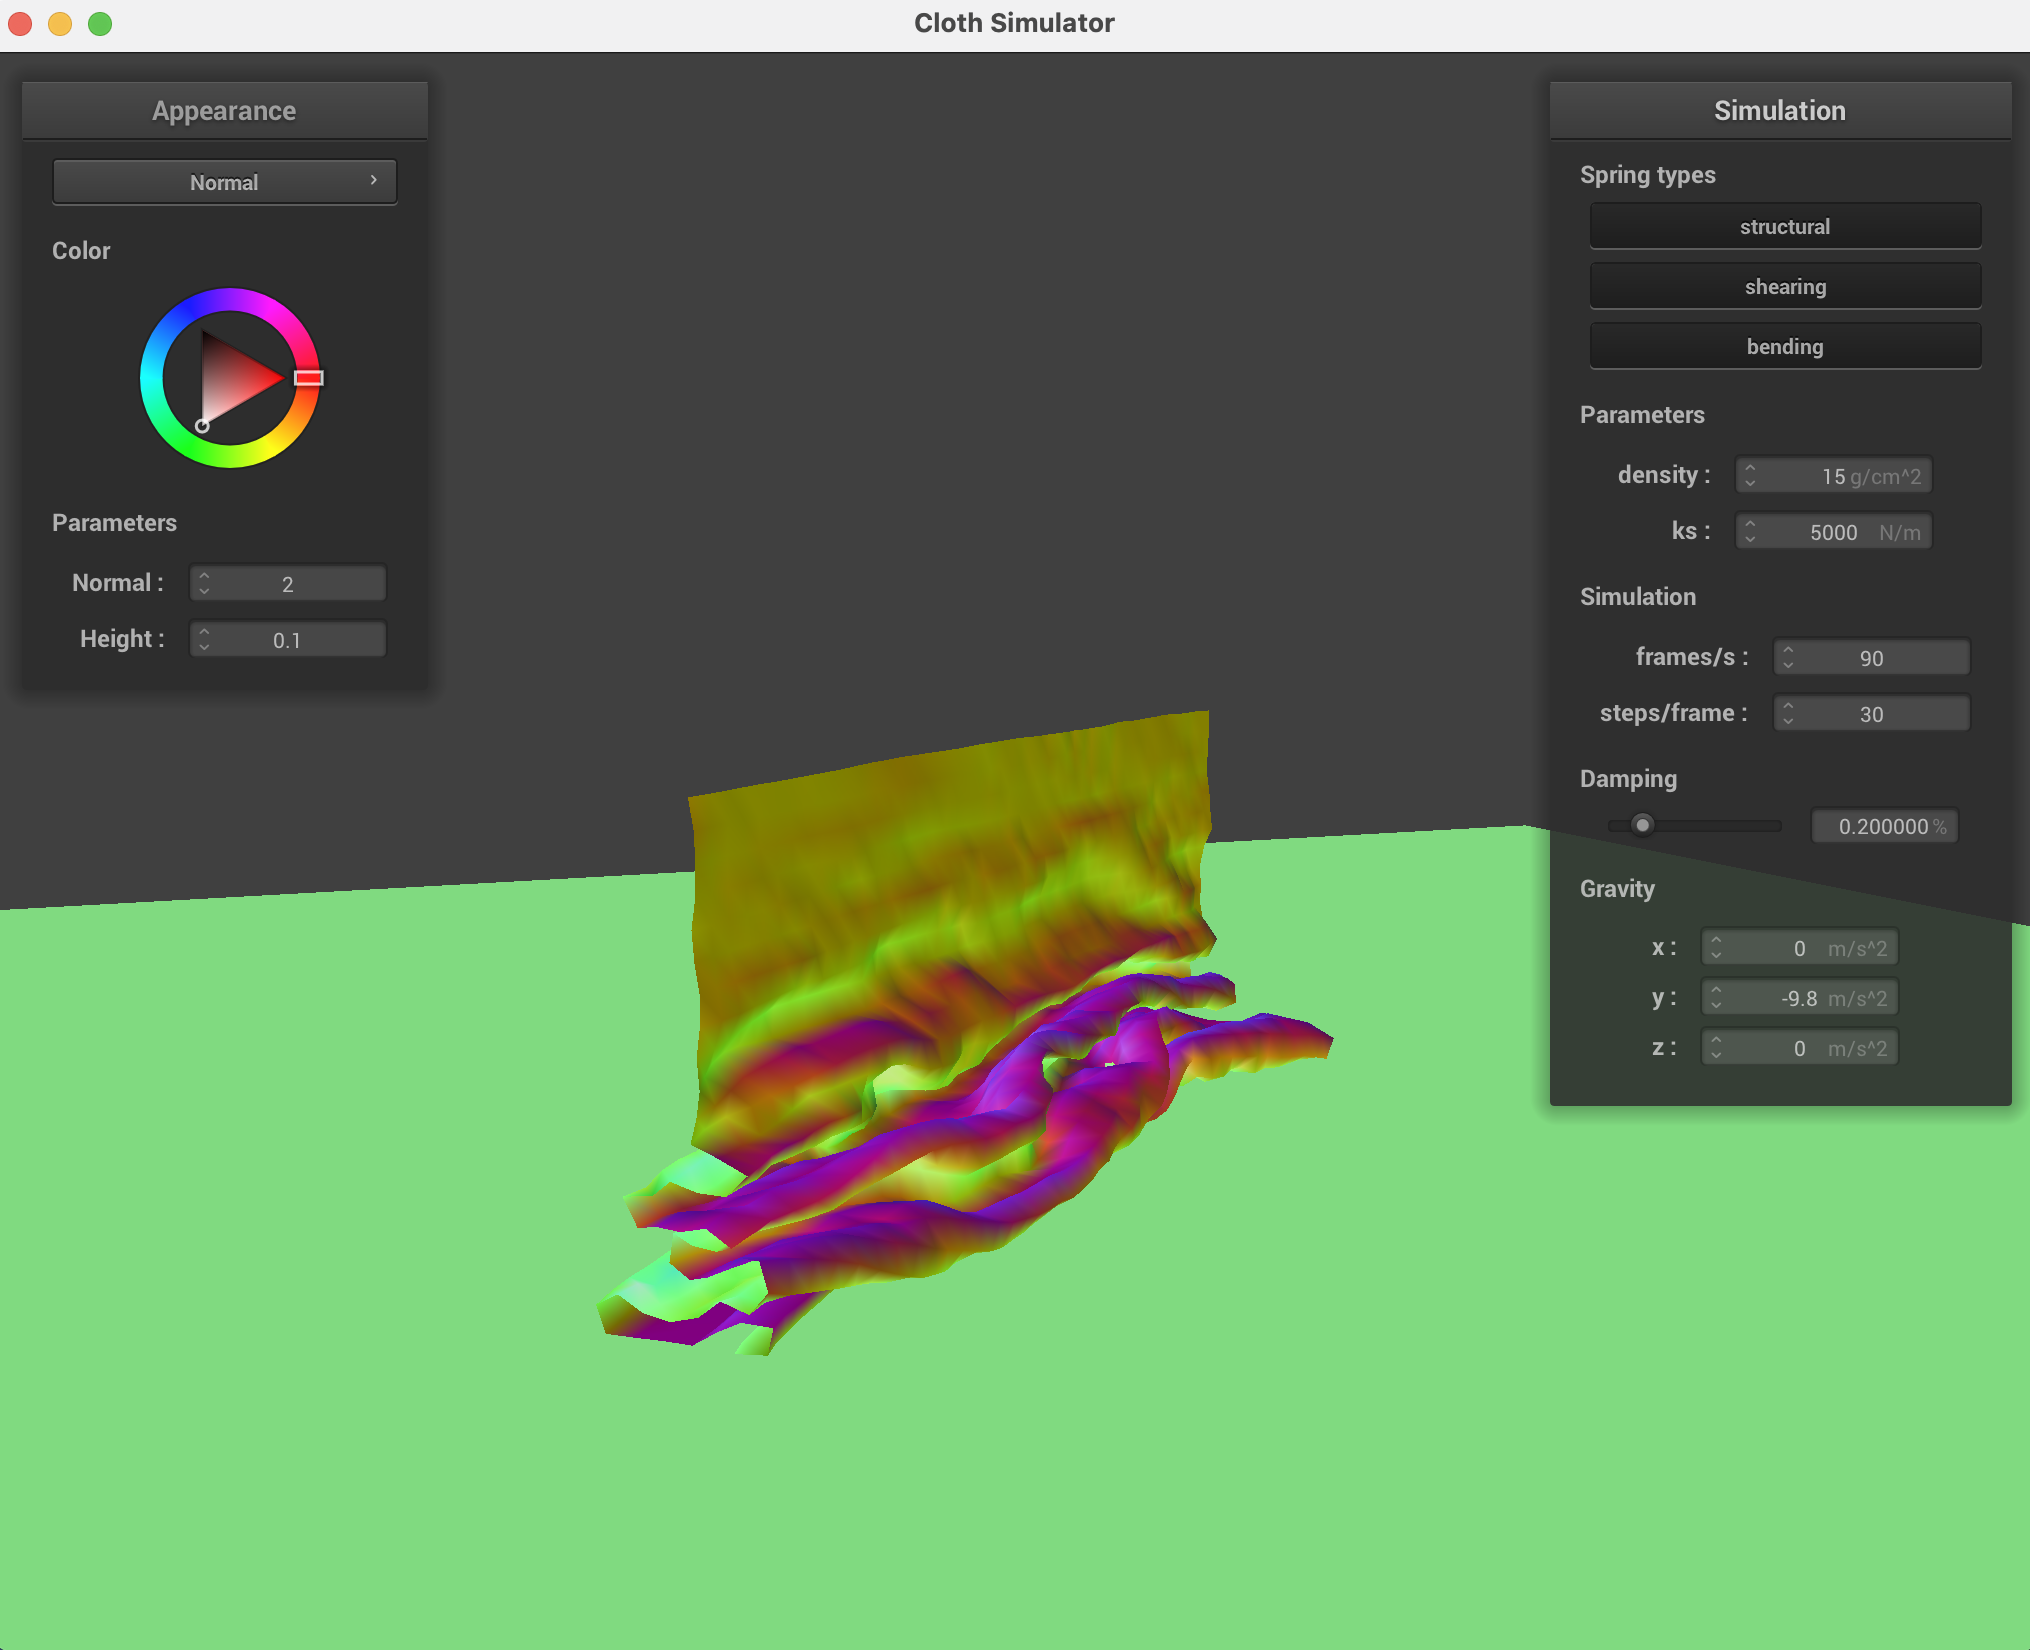 Cloth Simulator
Appearance
Normal
Color
Parameters
Normal : 2
Height : 0.1
Simulation
Spring types
structural
shearing
bending
Parameters
density : 15 g/cm^2
ks : 5000 N/m
Simulation
frames/s : 90
steps/frame : 30
Damping
0.200000 %
Gravity
x : 0 m/s^2
y : -9.8 m/s^2
z : 0 m/s^2